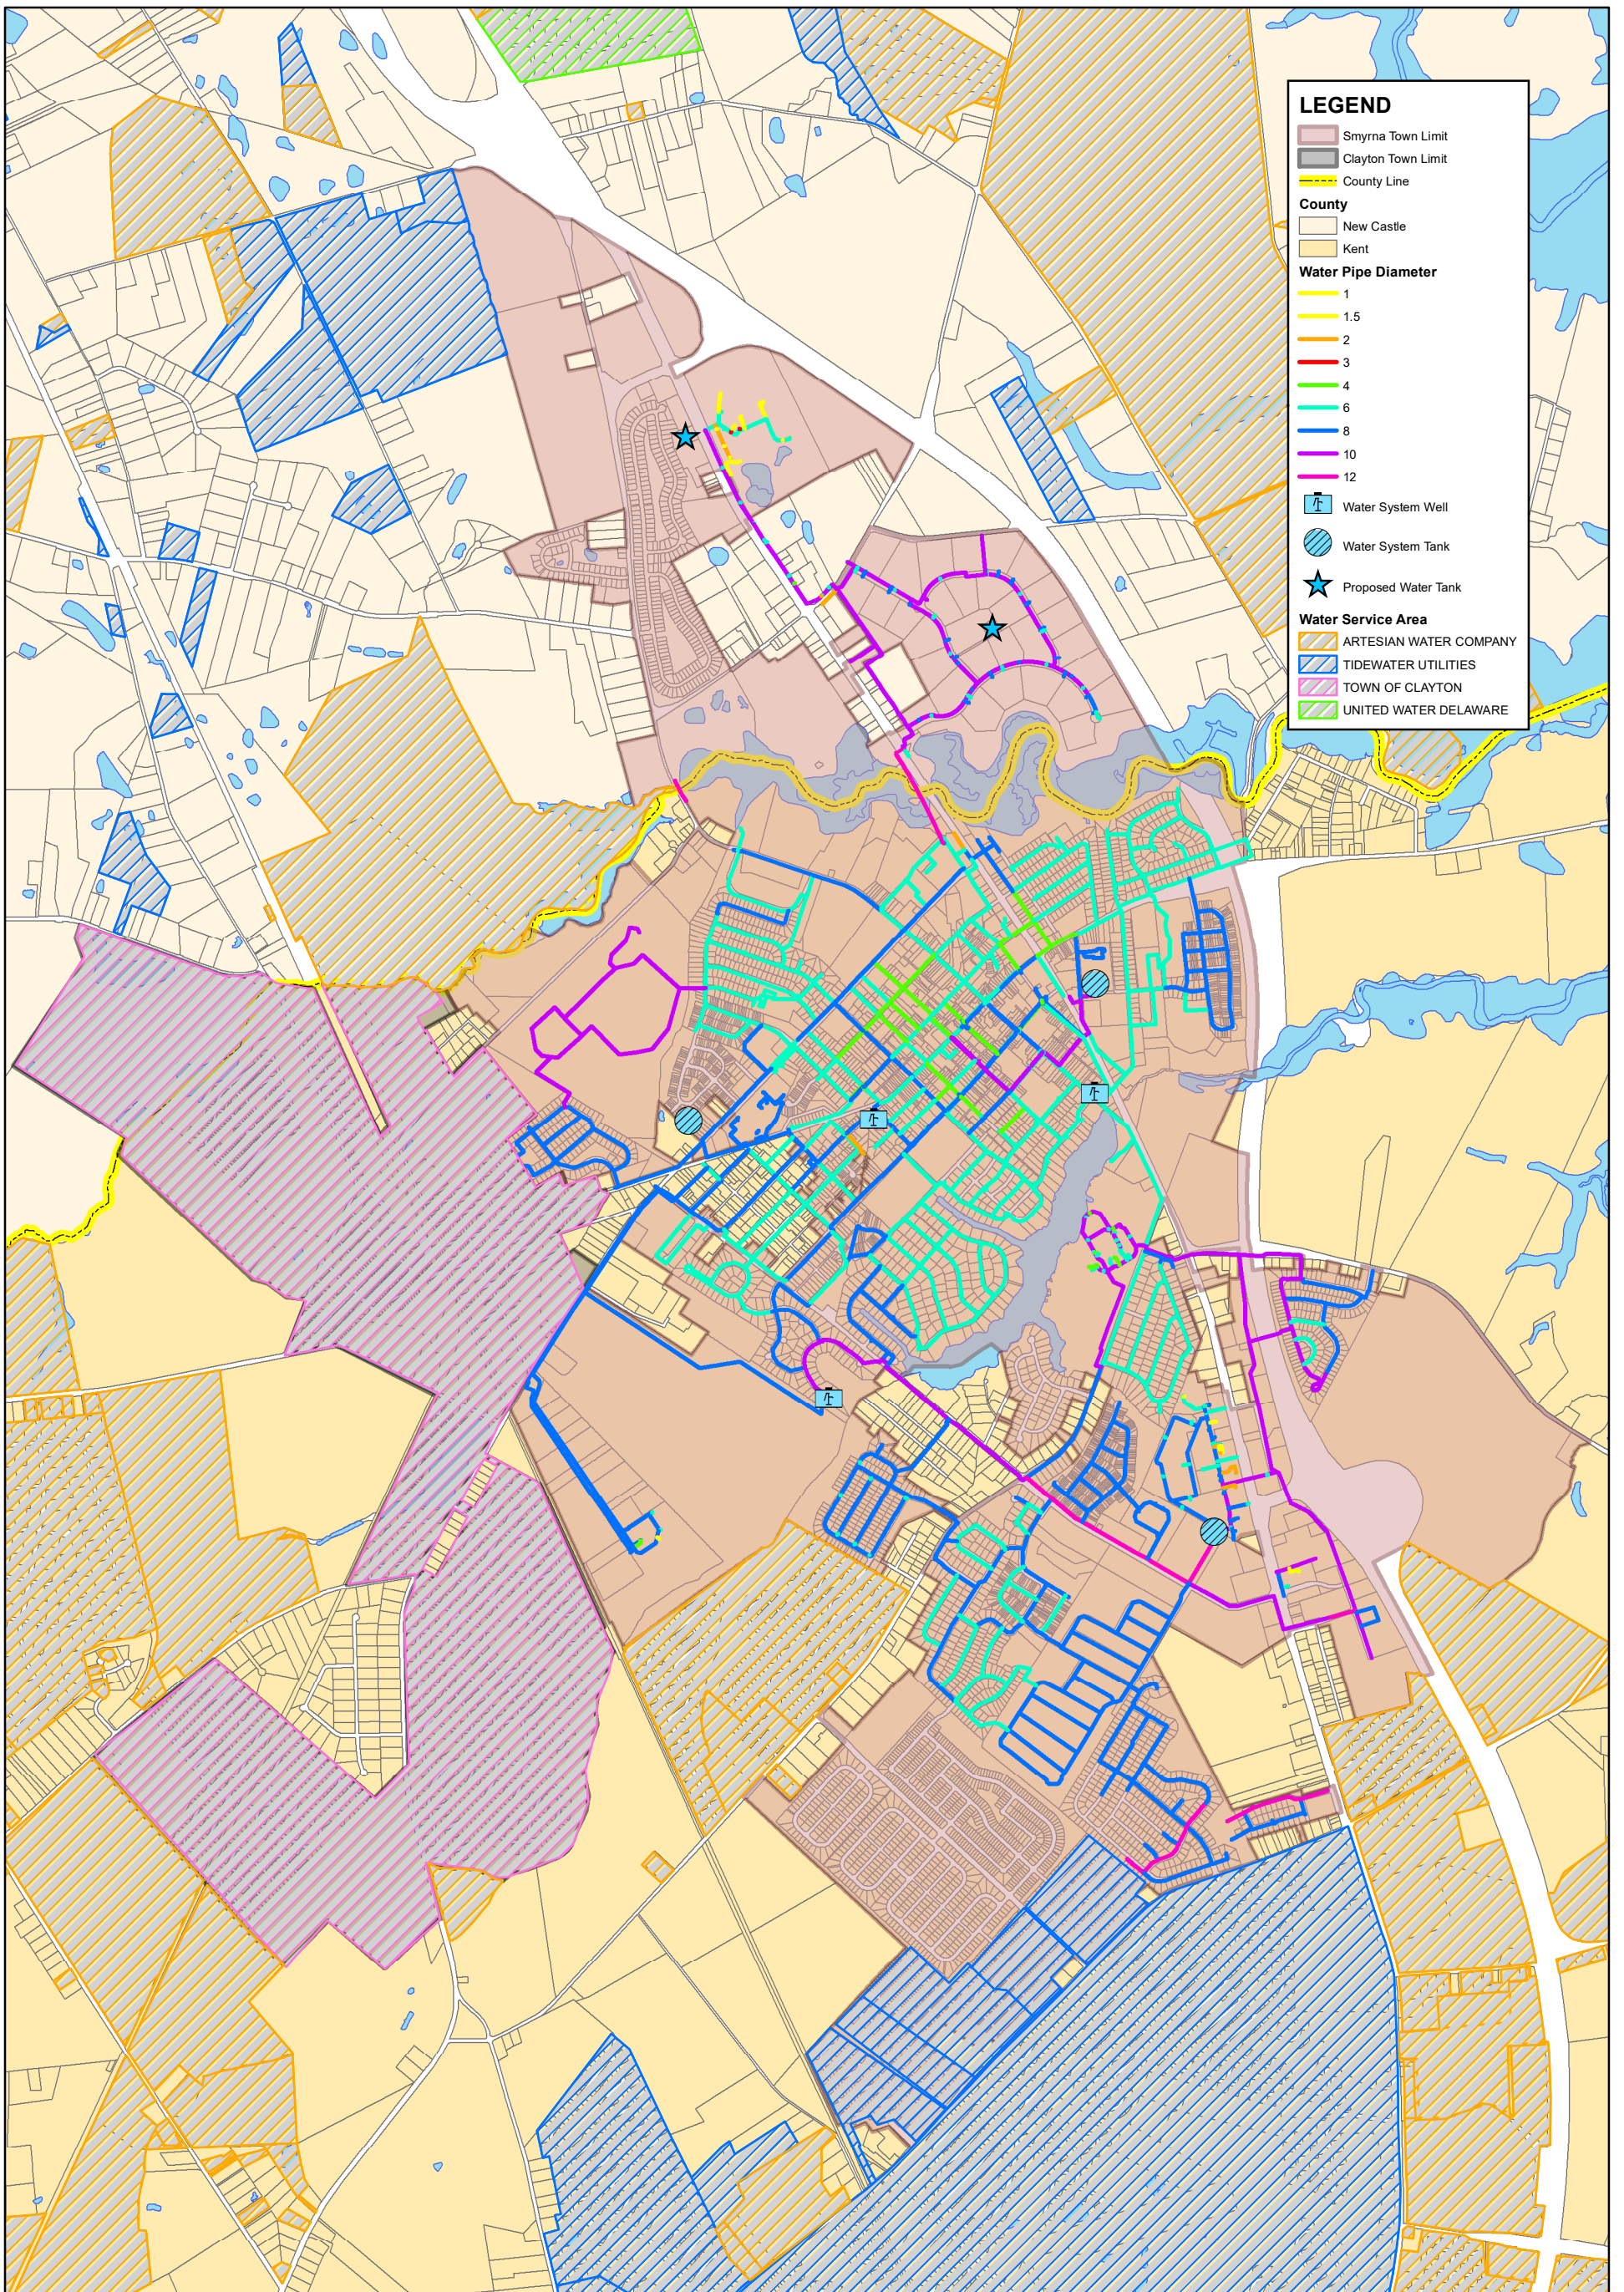 LEGEND
Smyrna Town Limit
Clayton Town Limit
County Line
County
New Castle
Kent
Water Pipe Diameter
1
1.5
2
3
4
6
8
10
12
Water System Well
Water System Tank
Proposed Water Tank
Water Service Area
ARTESIAN WATER COMPANY
TIDEWATER UTILITIES
TOWN OF CLAYTON
UNITED WATER DELAWARE